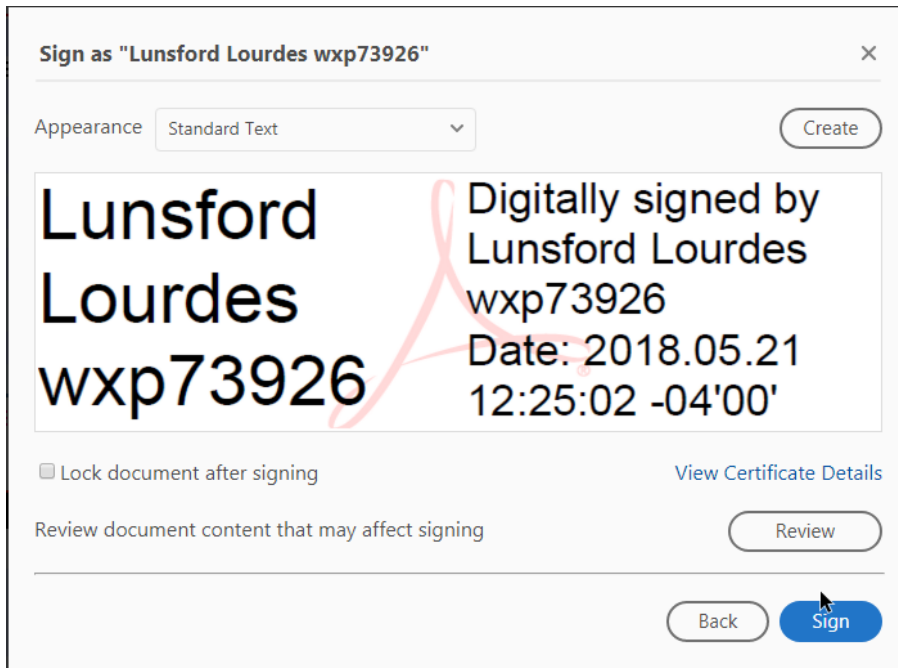 Sign as "Lunsford Lourdes wxp73926"
Appearance
Standard Text
Create
Lunsford
Lourdes
wxp73926
Digitally signed by
Lunsford Lourdes
wxp73926
Date: 2018.05.21
12:25:02 -04'00'
Lock document after signing
View Certificate Details
Review document content that may affect signing
Review
Back
Sign